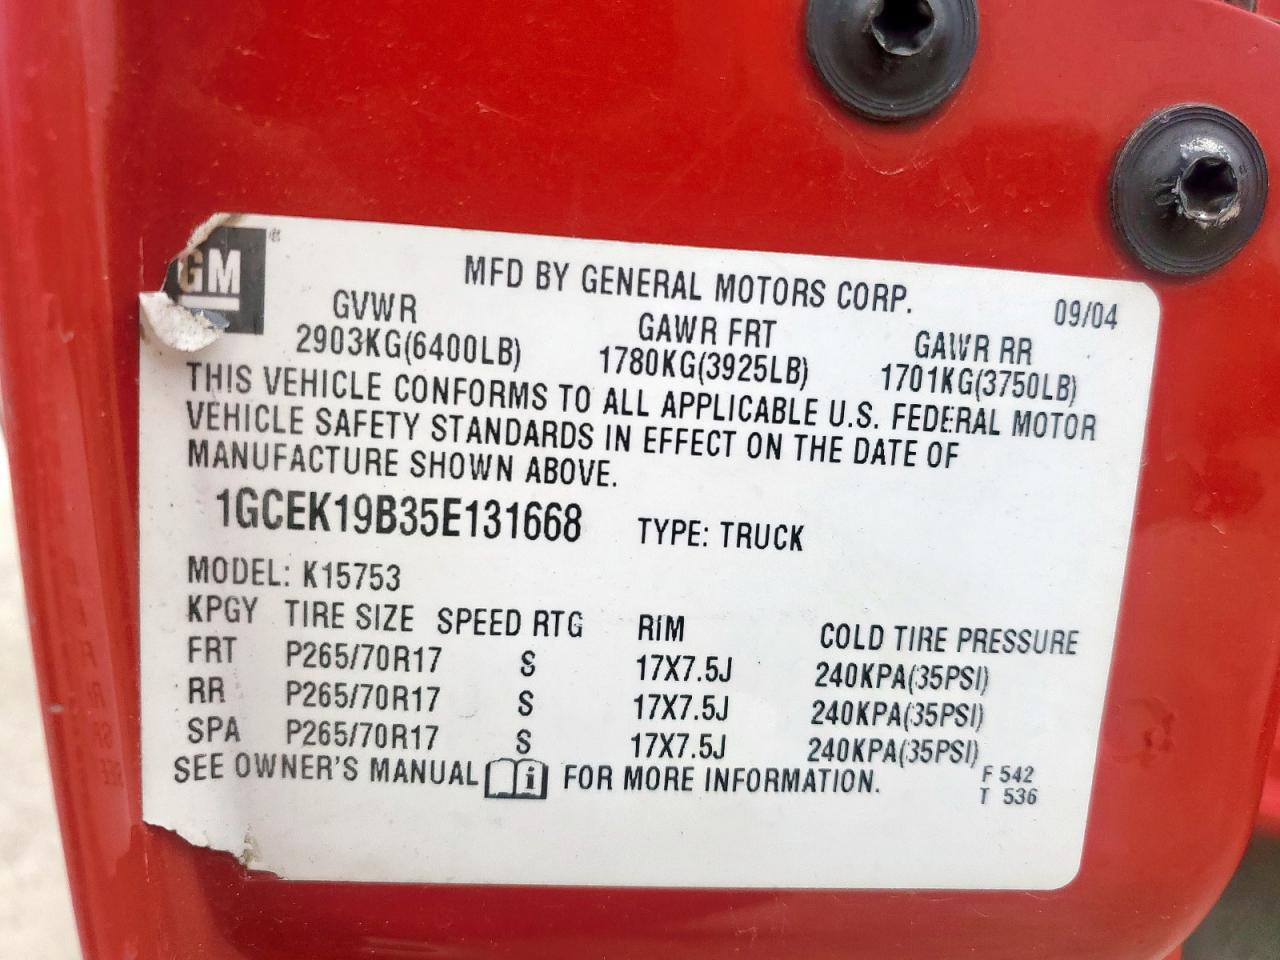 GM ®
MFD BY GENERAL MOTORS CORP.
09/04
GVWR GAWR FRT GAWR RR
2903KG(6400LB) 1780KG(3925LB) 1701KG(3750LB)
THIS VEHICLE CONFORMS TO ALL APPLICABLE U.S. FEDERAL MOTOR
VEHICLE SAFETY STANDARDS IN EFFECT ON THE DATE OF
MANUFACTURE SHOWN ABOVE.
1GCEK19B35E131668 TYPE: TRUCK
MODEL: K15753
KPGY TIRE SIZE SPEED RTG RIM COLD TIRE PRESSURE
FRT P265/70R17 S 17X7.5J 240KPA(35PSI)
RR P265/70R17 S 17X7.5J 240KPA(35PSI)
SPA P265/70R17 S 17X7.5J 240KPA(35PSI)
SEE OWNER'S MANUAL i FOR MORE INFORMATION.
F 542
T 536